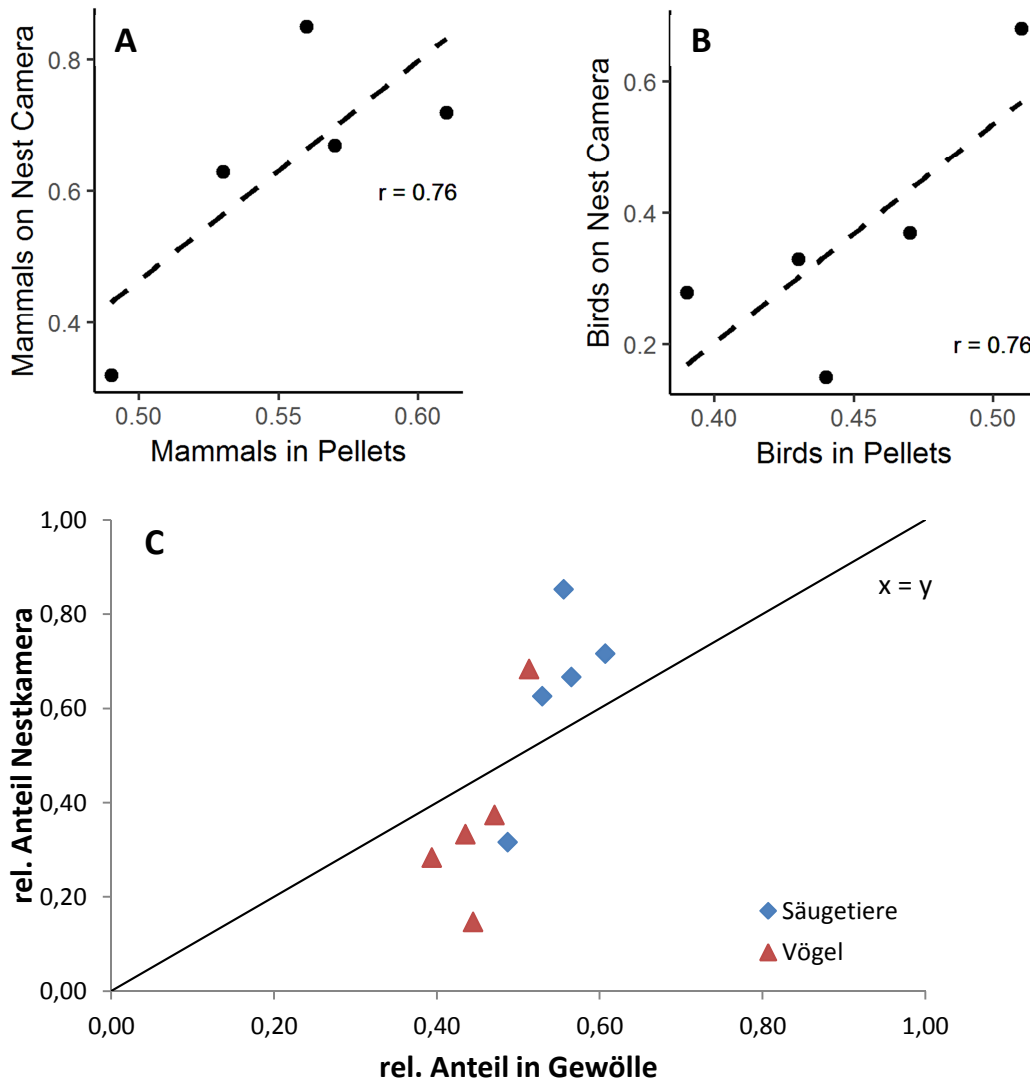 A
Mammals on Nest Camera
0.8
0.6
0.4
r = 0.76
0.50
0.55
0.60
Mammals in Pellets
B
Birds on Nest Camera
0.6
0.4
0.2
r = 0.76
0.40
0.45
0.50
Birds in Pellets
C
rel. Anteil Nestkamera
1,00
0,80
0,60
0,40
0,20
0,00
x = y
Säugetiere
Vögel
0,00
0,20
0,40
0,60
0,80
1,00
rel. Anteil in Gewölle